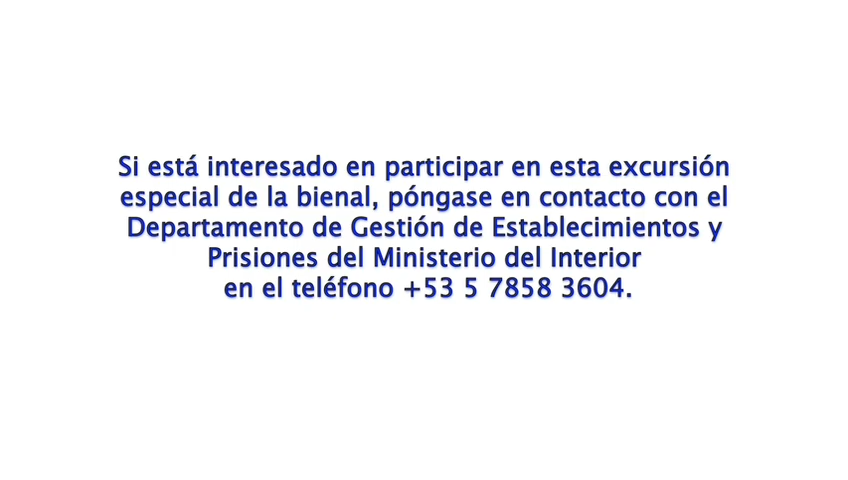 Si está interesado en participar en esta excursión
especial de la bienal, póngase en contacto con el
Departamento de Gestión de Establecimientos y
Prisiones del Ministerio del Interior
en el teléfono +53 5 7858 3604.